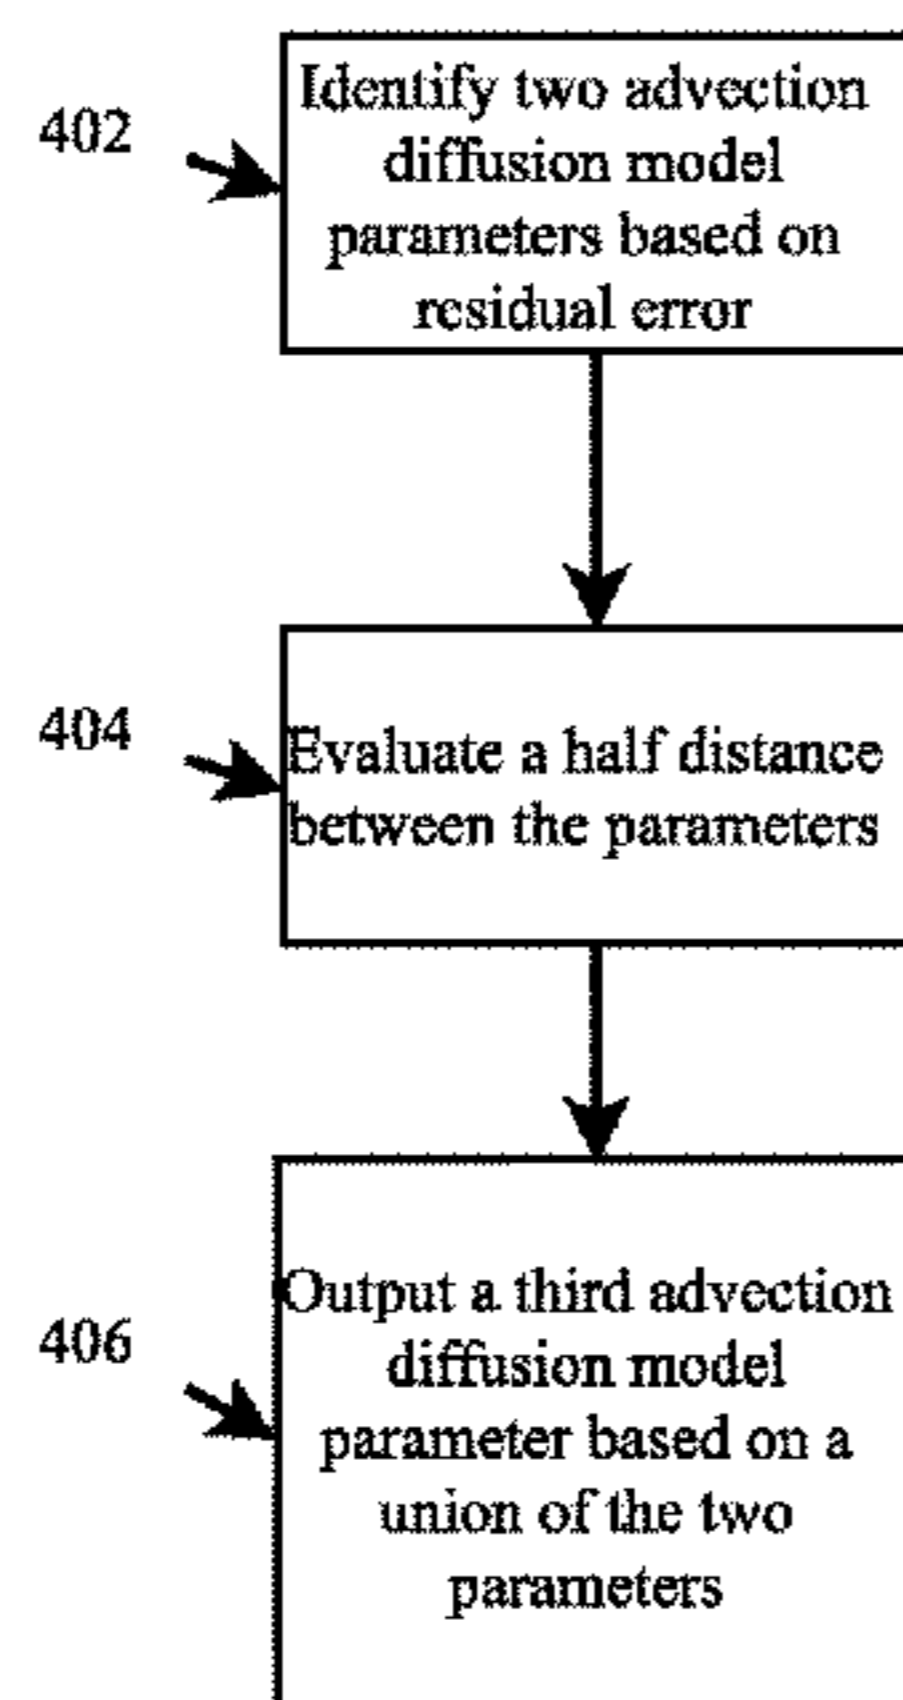 402
Identify two advection
diffusion model
parameters based on
residual error
404
Evaluate a half distance
between the parameters
406
Output a third advection
diffusion model
parameter based on a
union of the two
parameters